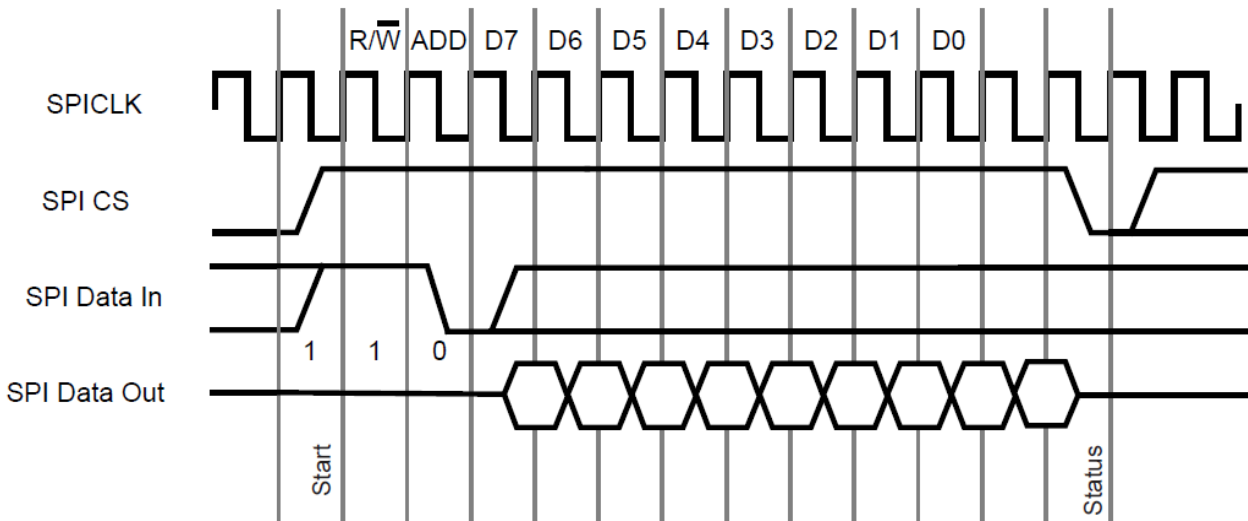 R/W̅ ADD D7 D6 D5 D4 D3 D2 D1 D0
SPICLK
SPI CS
SPI Data In
1 1 0
SPI Data Out
Start
Status